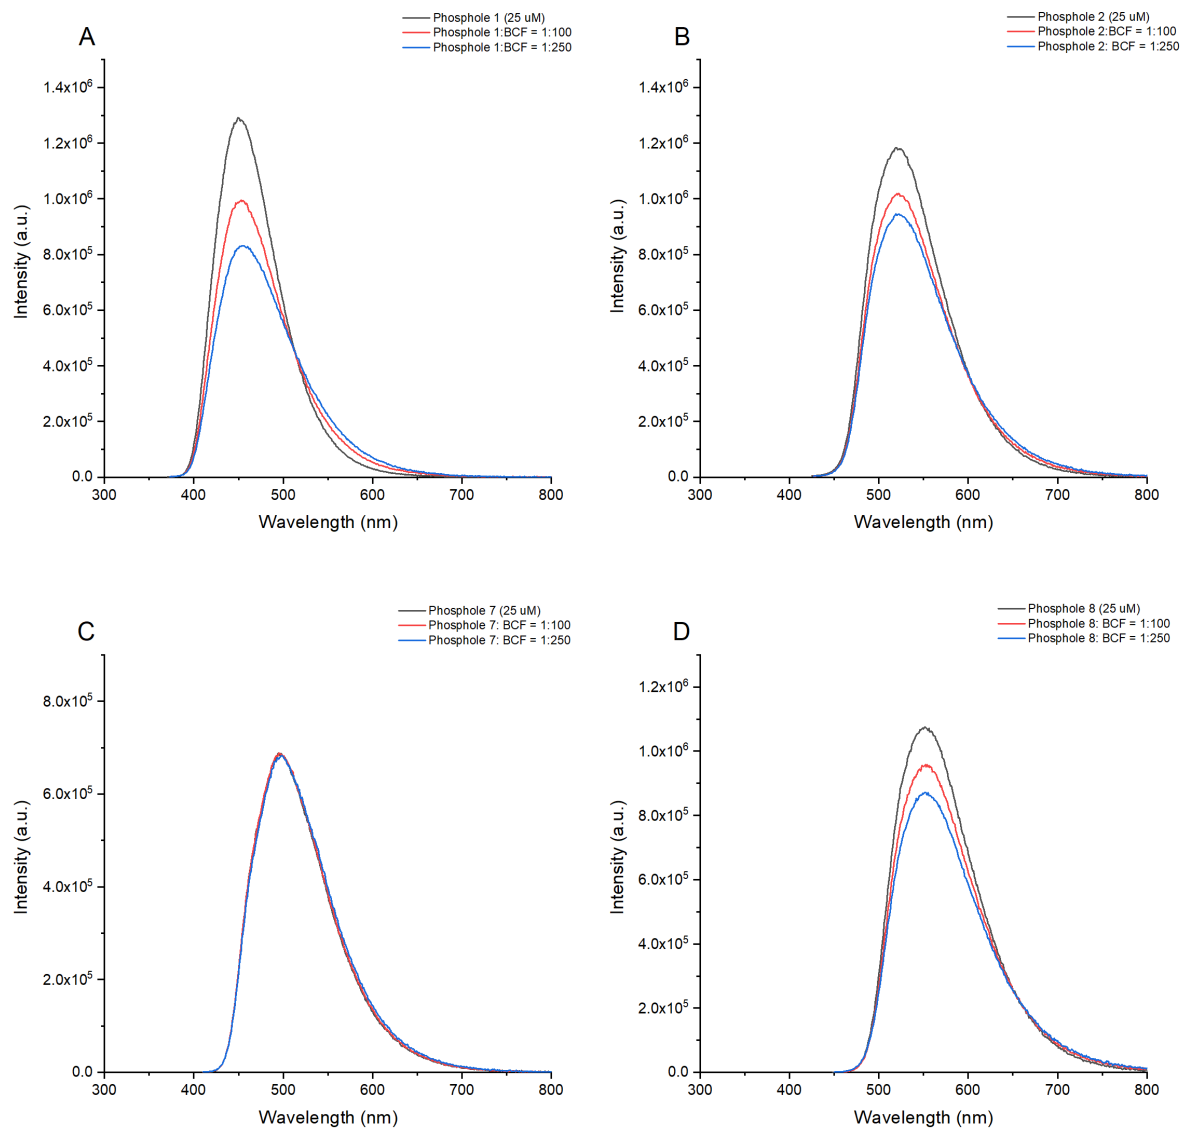 A
Phosphole 1 (25 uM)
Phosphole 1:BCF = 1:100
Phosphole 1:BCF = 1:250
1.4x10⁶
1.2x10⁶
1.0x10⁶
8.0x10⁵
6.0x10⁵
4.0x10⁵
2.0x10⁵
0.0
Intensity (a.u.)
300 400 500 600 700 800
Wavelength (nm)
B
Phosphole 2 (25 uM)
Phosphole 2:BCF = 1:100
Phosphole 2: BCF = 1:250
1.4x10⁶
1.2x10⁶
1.0x10⁶
8.0x10⁵
6.0x10⁵
4.0x10⁵
2.0x10⁵
0.0
Intensity (a.u.)
300 400 500 600 700 800
Wavelength (nm)
C
Phosphole 7 (25 uM)
Phosphole 7: BCF = 1:100
Phosphole 7: BCF = 1:250
8.0x10⁵
6.0x10⁵
4.0x10⁵
2.0x10⁵
0.0
Intensity (a.u.)
300 400 500 600 700 800
Wavelength (nm)
D
Phosphole 8 (25 uM)
Phosphole 8: BCF = 1:100
Phosphole 8: BCF = 1:250
1.2x10⁶
1.0x10⁶
8.0x10⁵
6.0x10⁵
4.0x10⁵
2.0x10⁵
0.0
Intensity (a.u.)
300 400 500 600 700 800
Wavelength (nm)